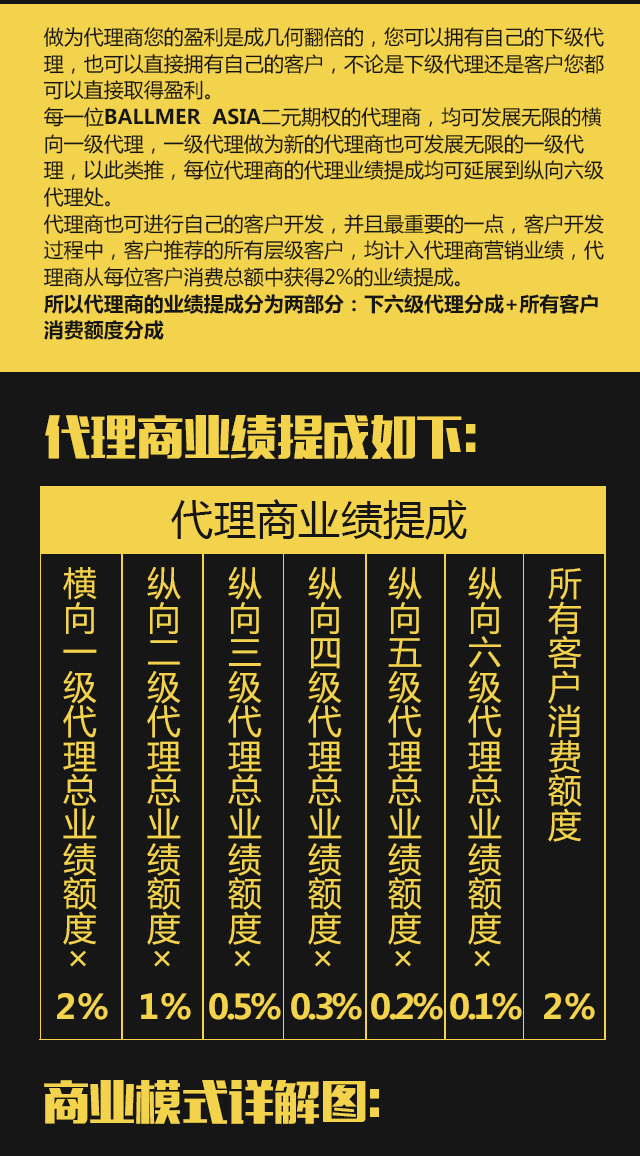 做为代理商您的盈利是成几何翻倍的，您可以拥有自己的下级代
理，也可以直接拥有自己的客户，不论是下级代理还是客户您都
可以直接取得盈利。
每一位BALLMER ASIA二元期权的代理商，均可发展无限的横
向一级代理，一级代理做为新的代理商也可发展无限的一级代
理，以此类推，每位代理商的代理业绩提成均可延展到纵向六级
代理处。
代理商也可进行自己的客户开发，并且最重要的一点，客户开发
过程中，客户推荐的所有层级客户，均计入代理商营销业绩，代
理商从每位客户消费总额中获得2%的业绩提成。
所以代理商的业绩提成分为两部分：下六级代理分成+所有客户
消费额度分成
代理商业绩提成如下:
代理商业绩提成
横向一级代理总业绩额度×
2%
纵向二级代理总业绩额度×
1%
纵向三级代理总业绩额度×
0.5%
纵向四级代理总业绩额度×
0.3%
纵向五级代理总业绩额度×
0.2%
纵向六级代理总业绩额度×
0.1%
所有客户消费额度
2%
商业模式详解图: